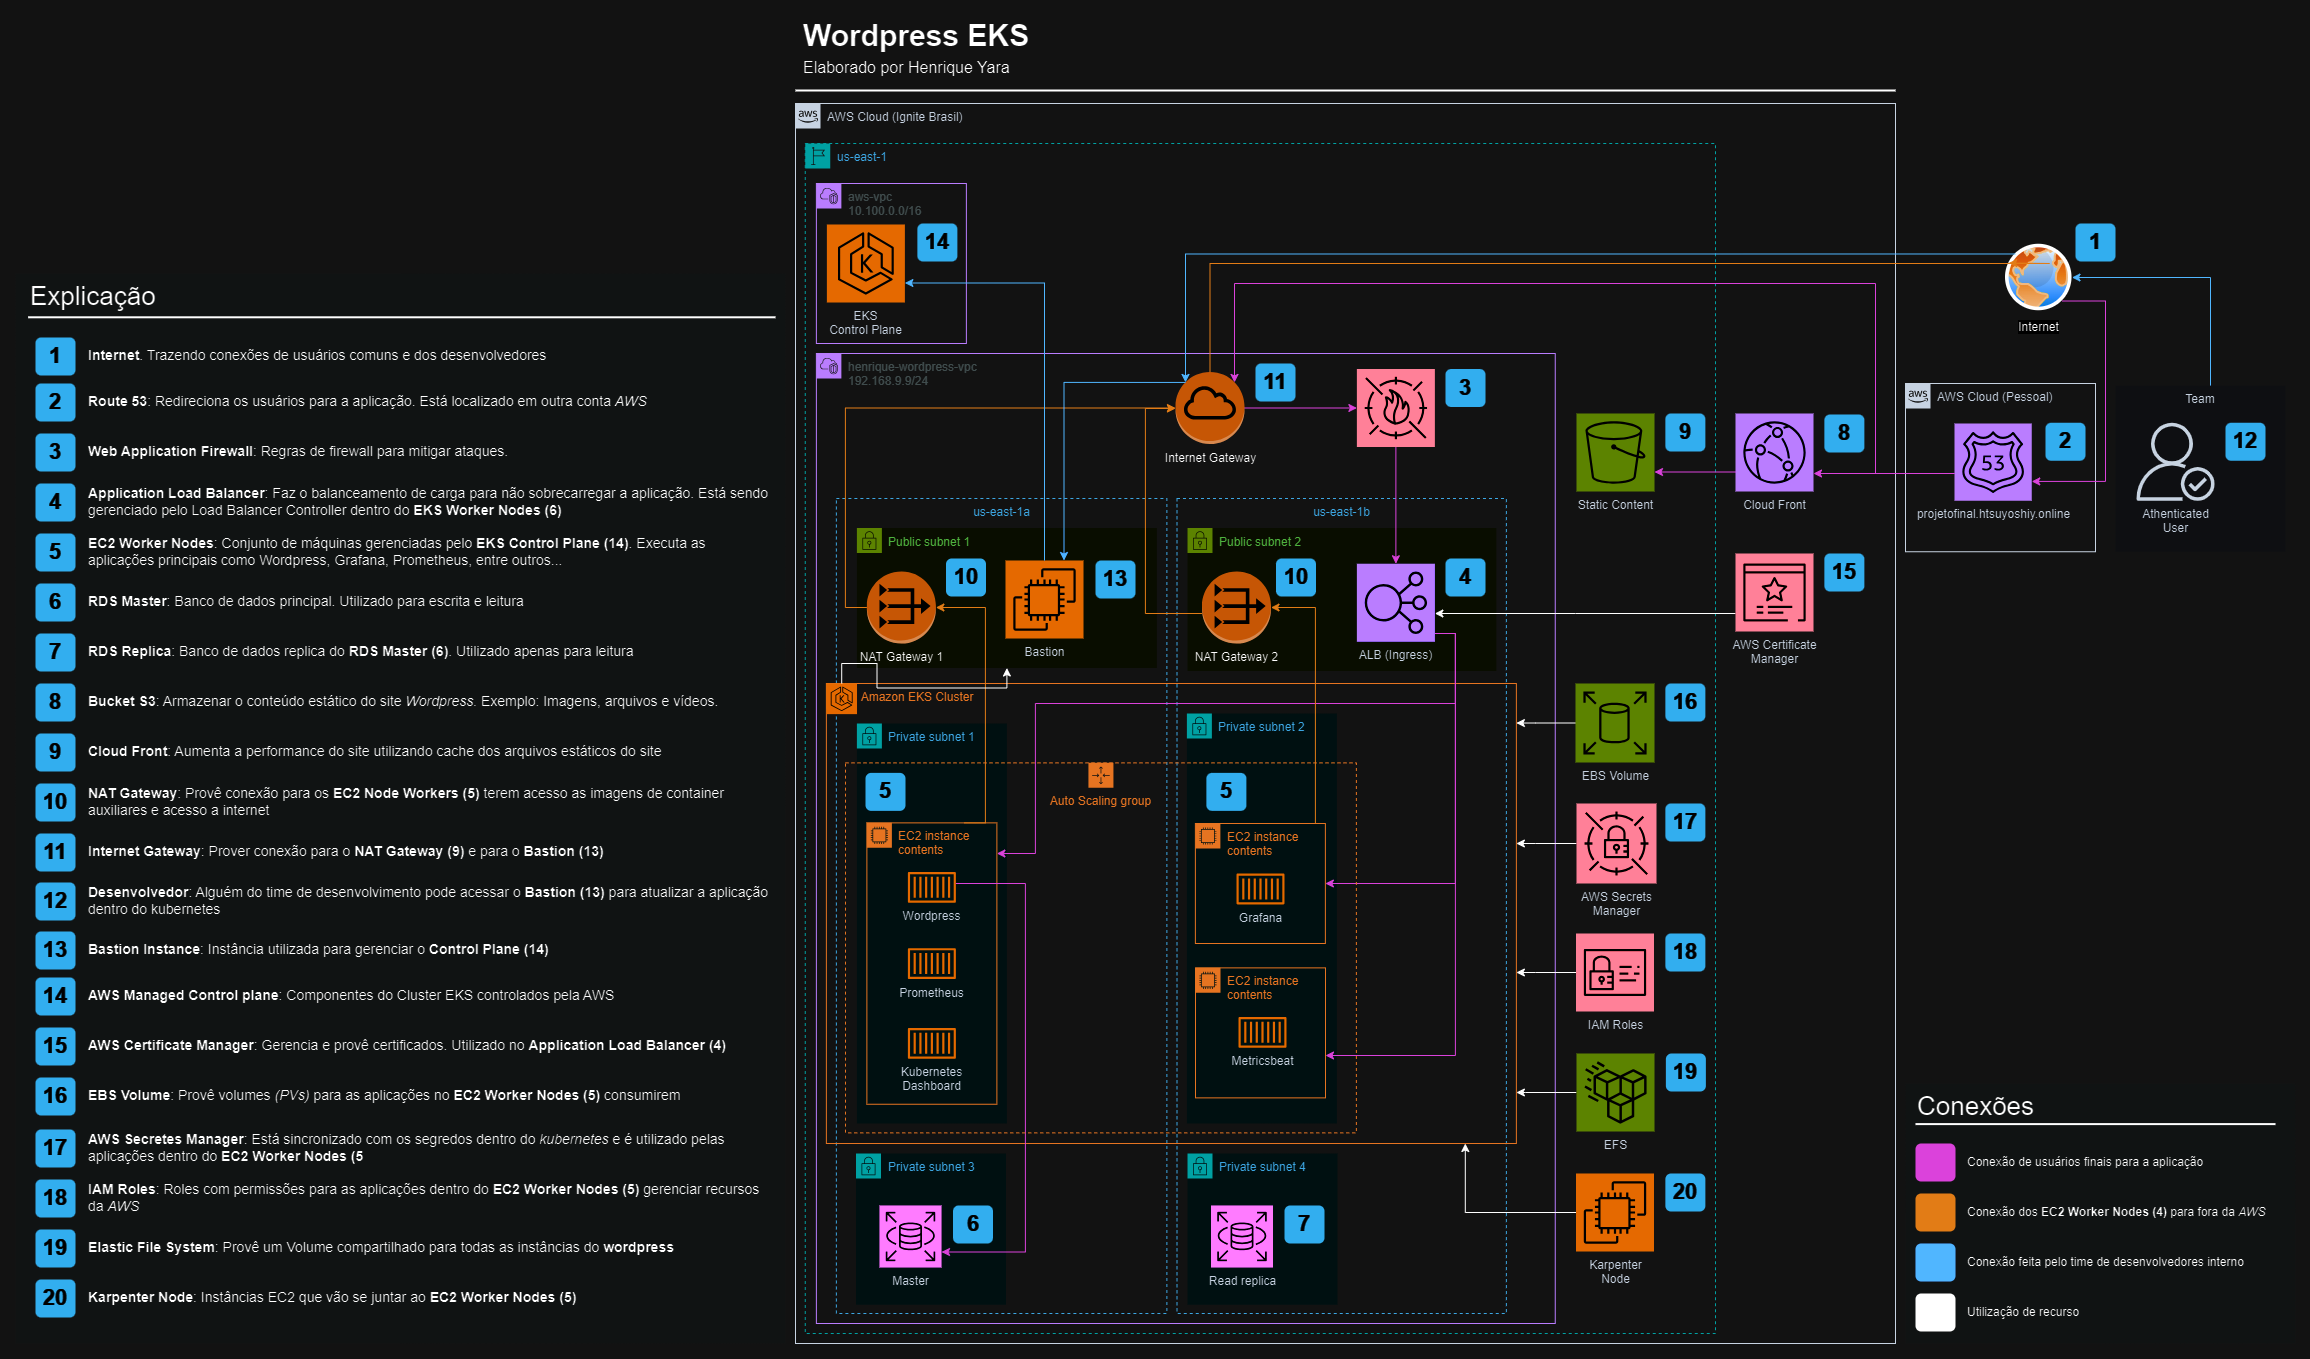 Wordpress EKS
Elaborado por Henrique Yara
Explicação
1
Internet. Trazendo conexões de usuários comuns e dos desenvolvedores
2
Route 53: Redireciona os usuários para a aplicação. Está localizado em outra conta AWS
3
Web Application Firewall: Regras de firewall para mitigar ataques.
4
Application Load Balancer: Faz o balanceamento de carga para não sobrecarregar a aplicação. Está sendo
gerenciado pelo Load Balancer Controller dentro do EKS Worker Nodes (6)
5
EC2 Worker Nodes: Conjunto de máquinas gerenciadas pelo EKS Control Plane (14). Executa as
aplicações principais como Wordpress, Grafana, Prometheus, entre outros...
6
RDS Master: Banco de dados principal. Utilizado para escrita e leitura
7
RDS Replica: Banco de dados replica do RDS Master (6). Utilizado apenas para leitura
8
Bucket S3: Armazenar o conteúdo estático do site Wordpress. Exemplo: Imagens, arquivos e vídeos.
9
Cloud Front: Aumenta a performance do site utilizando cache dos arquivos estáticos do site
10
NAT Gateway: Provê conexão para os EC2 Node Workers (5) terem acesso as imagens de container
auxiliares e acesso a internet
11
Internet Gateway: Prover conexão para o NAT Gateway (9) e para o Bastion (13)
12
Desenvolvedor: Alguém do time de desenvolvimento pode acessar o Bastion (13) para atualizar a aplicação
dentro do kubernetes
13
Bastion Instance: Instância utilizada para gerenciar o Control Plane (14)
14
AWS Managed Control plane: Componentes do Cluster EKS controlados pela AWS
15
AWS Certificate Manager: Gerencia e provê certificados. Utilizado no Application Load Balancer (4)
16
EBS Volume: Provê volumes (PVs) para as aplicações no EC2 Worker Nodes (5) consumirem
17
AWS Secretes Manager: Está sincronizado com os segredos dentro do kubernetes e é utilizado pelas
aplicações dentro do EC2 Worker Nodes (5
18
IAM Roles: Roles com permissões para as aplicações dentro do EC2 Worker Nodes (5) gerenciar recursos
da AWS
19
Elastic File System: Provê um Volume compartilhado para todas as instâncias do wordpress
20
Karpenter Node: Instâncias EC2 que vão se juntar ao EC2 Worker Nodes (5)
aws
AWS Cloud (Ignite Brasil)
us-east-1
aws-vpc
10.100.0.0/16
14
EKS
Control Plane
henrique-wordpress-vpc
192.168.9.9/24
11
Internet Gateway
3
us-east-1a
us-east-1b
Public subnet 1
10
NAT Gateway 1
13
Bastion
Public subnet 2
10
NAT Gateway 2
4
ALB (Ingress)
Amazon EKS Cluster
Private subnet 1
Private subnet 2
5
5
Auto Scaling group
EC2 instance
contents
Wordpress
Prometheus
Kubernetes
Dashboard
EC2 instance
contents
Grafana
EC2 instance
contents
Metricsbeat
Private subnet 3
6
Master
Private subnet 4
7
Read replica
9
Static Content
8
Cloud Front
15
AWS Certificate
Manager
16
EBS Volume
17
AWS Secrets
Manager
18
IAM Roles
19
EFS
20
Karpenter
Node
1
Internet
aws
AWS Cloud (Pessoal)
53
2
projetofinal.htsuyoshiy.online
Team
12
Athenticated
User
Conexões
Conexão de usuários finais para a aplicação
Conexão dos EC2 Worker Nodes (4) para fora da AWS
Conexão feita pelo time de desenvolvedores interno
Utilização de recurso